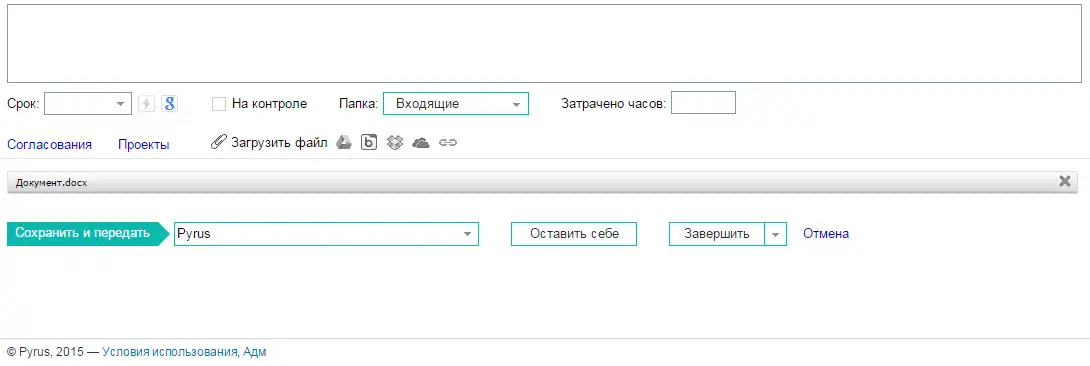 Срок: На контроле Папка: Входящие Затрачено часов:
Согласования Проекты Загрузить файл
Документ.docx
Сохранить и передать Pyrus Оставить себе Завершить Отмена
© Pyrus, 2015 — Условия использования, Адм